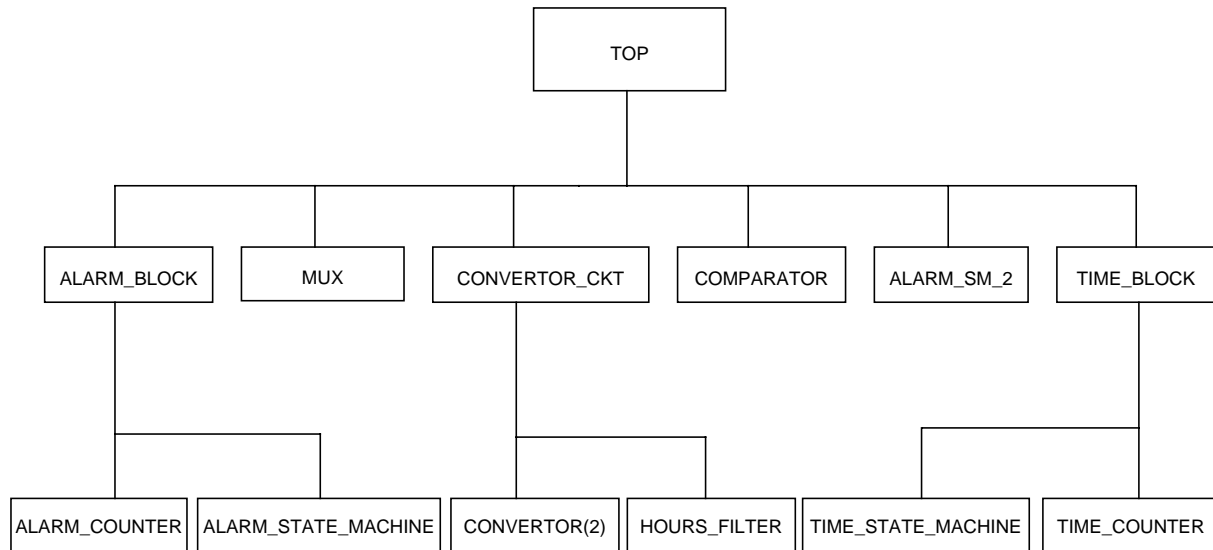 TOP
ALARM_BLOCK
MUX
CONVERTOR_CKT
COMPARATOR
ALARM_SM_2
TIME_BLOCK
ALARM_COUNTER
ALARM_STATE_MACHINE
CONVERTOR(2)
HOURS_FILTER
TIME_STATE_MACHINE
TIME_COUNTER